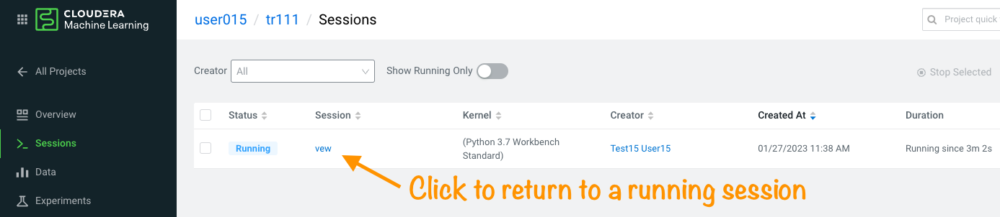 CLOUDERA
Machine Learning
user015 / tr111 / Sessions
Project quick
All Projects
Creator All Show Running Only
Stop Selected
Overview
Sessions
Data
Experiments
Status Session Kernel Creator Created At Duration
Running vew (Python 3.7 Workbench Standard) Test15 User15 01/27/2023 11:38 AM Running since 3m 2s
Click to return to a running session